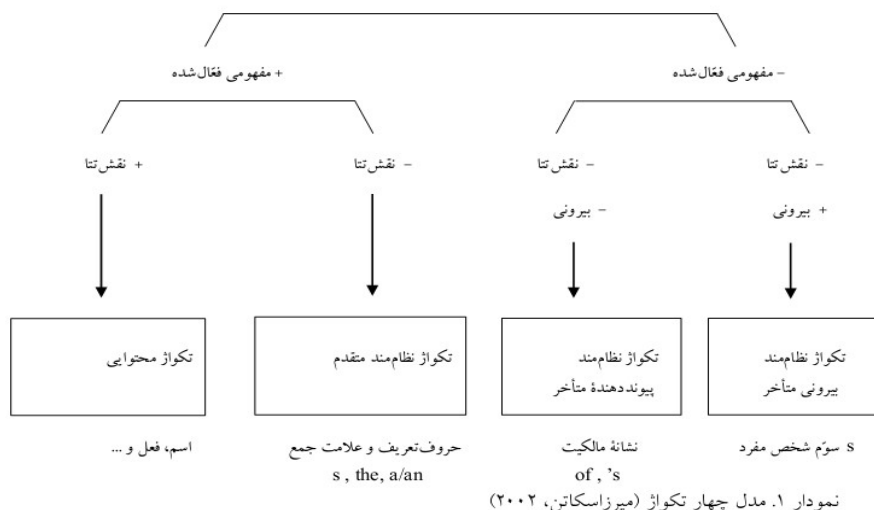 – مفهومی فعّال‌شده
+ مفهومی فعّال‌شده
– نقش‌تتا
– نقش‌تتا
– نقش‌تتا
+ نقش‌تتا
+ بیرونی
– بیرونی
تکواژ نظام‌مند
بیرونی متأخر
تکواژ نظام‌مند
پیونددهندهٔ متأخر
تکواژ نظام‌مند متقدم
تکواژ محتوایی
s سوّم شخص مفرد
نشانهٔ مالکیت
of , 's
حروف‌تعریف و علامت جمع
s , the, a/an
اسم، فعل و ...
نمودار ۱. مدل چهار تکواژ (میرزاسکاتن، ۲۰۰۲)